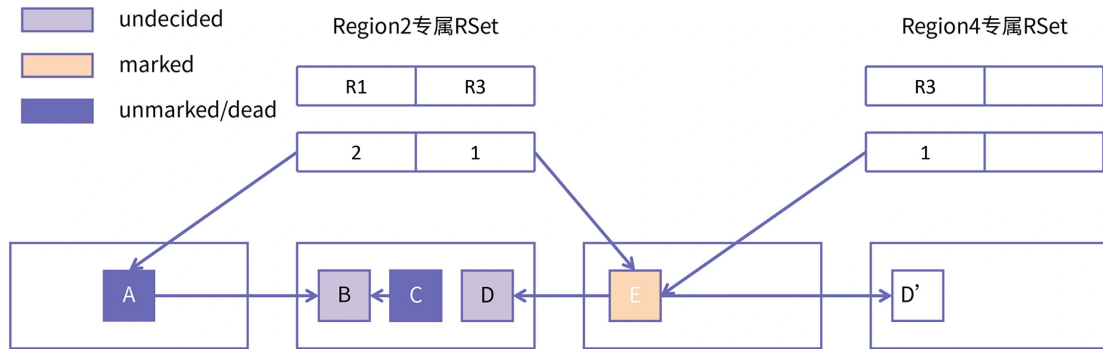 undecided
marked
unmarked/dead
Region2专属RSet
R1 R3
2 1
Region4专属RSet
R3
1
A B C D E D’